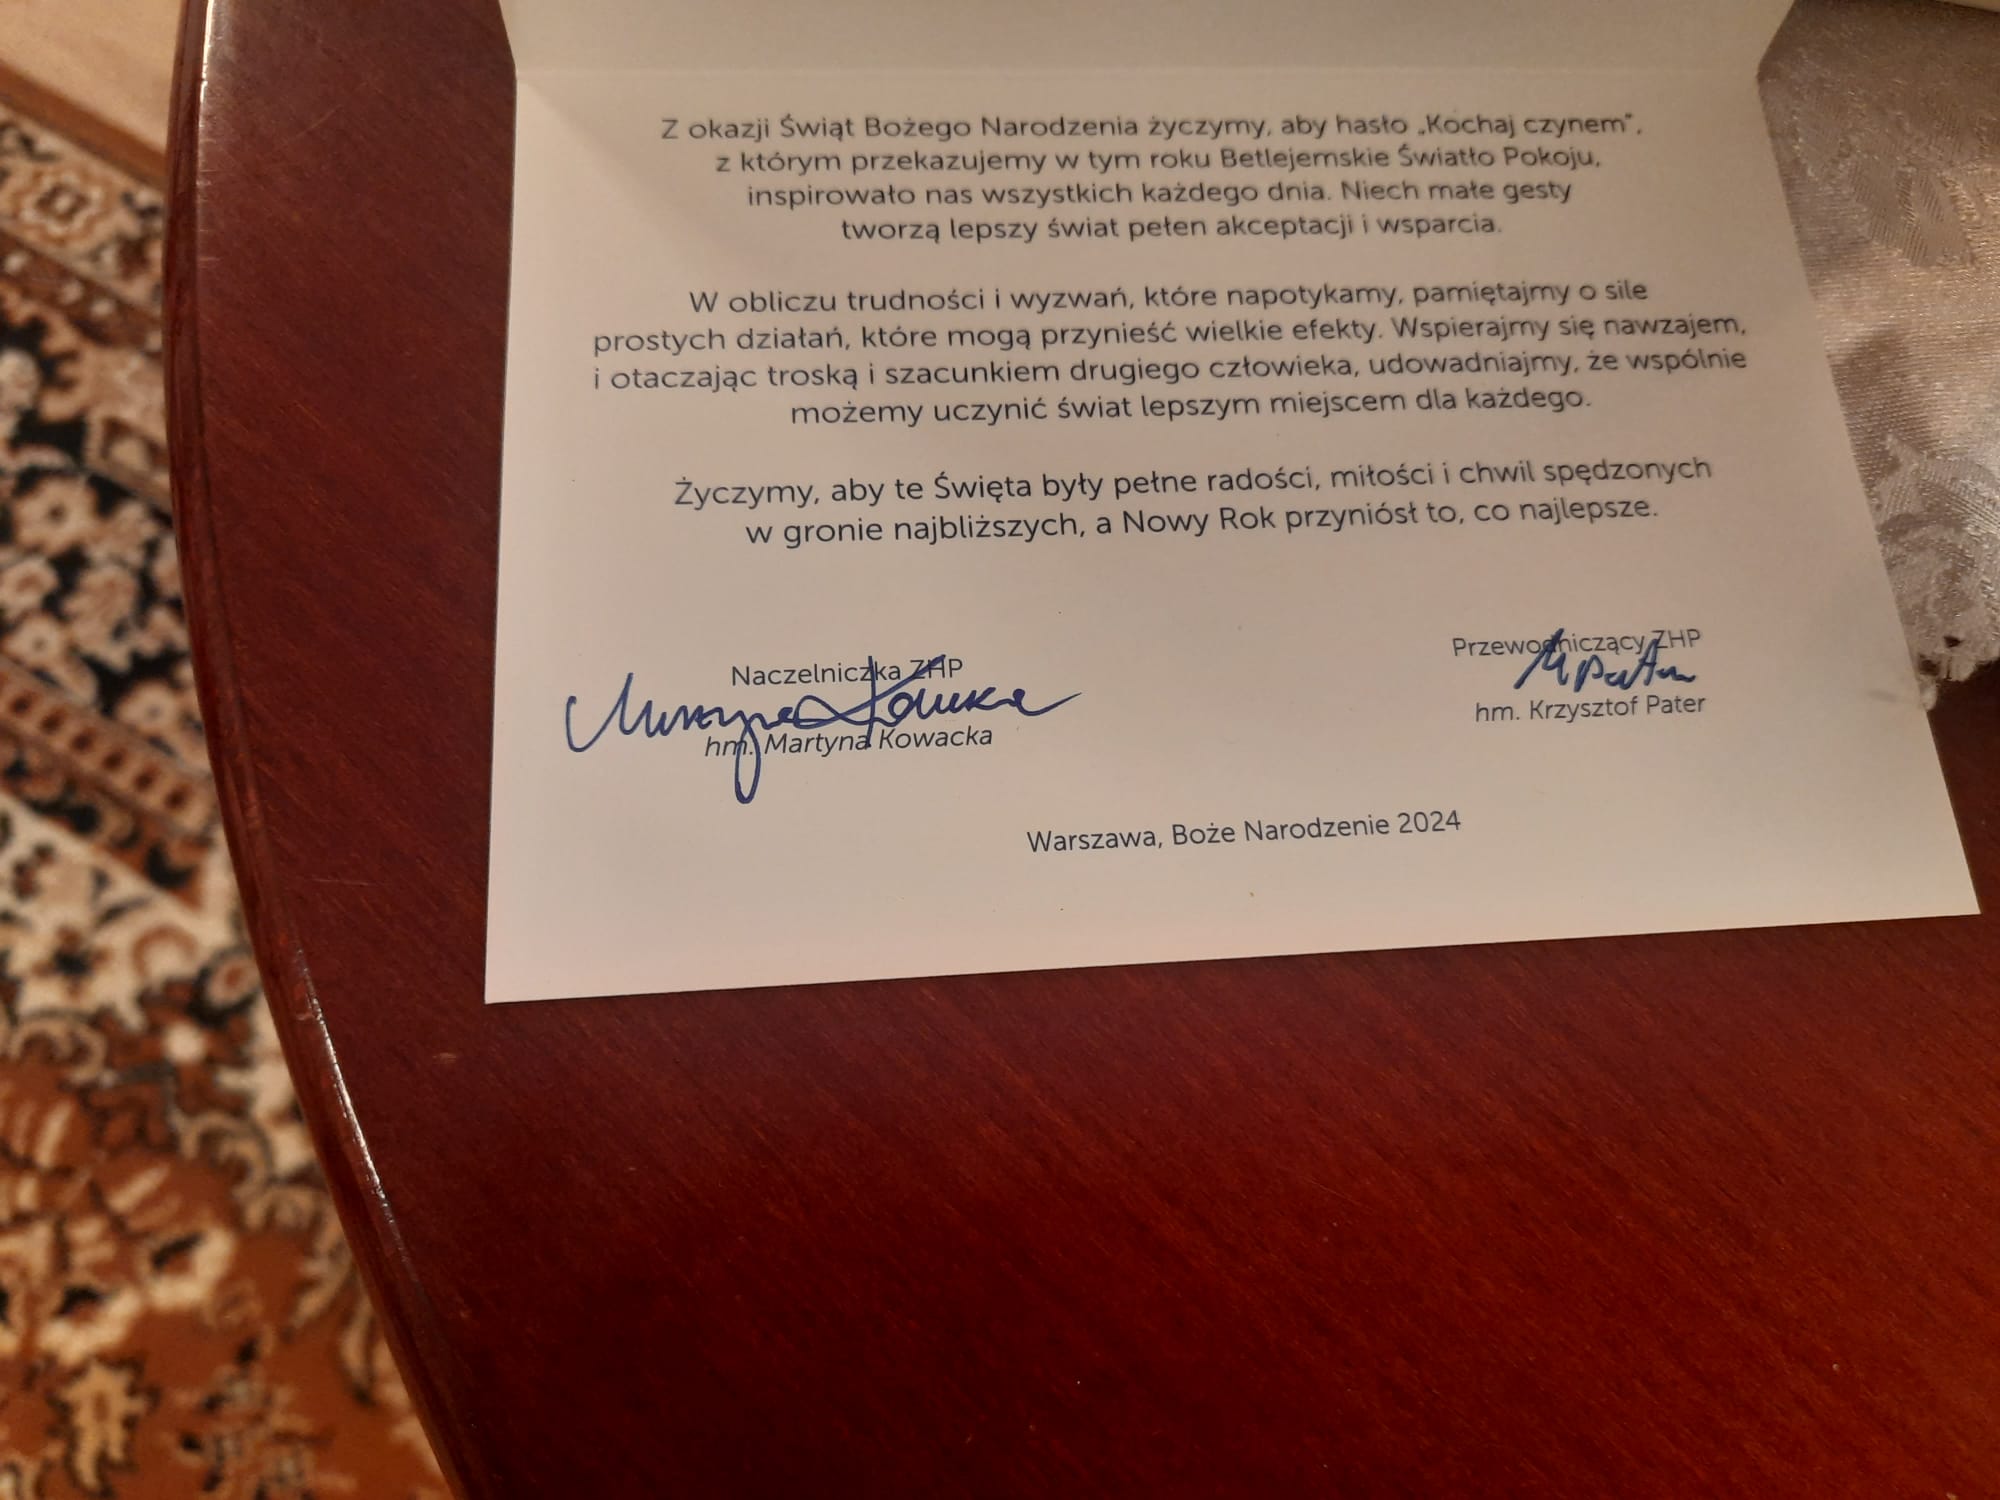 Z okazji Świąt Bożego Narodzenia życzymy, aby hasło „Kochaj czynem”,
z którym przekazujemy w tym roku Betlejemskie Światło Pokoju,
inspirowało nas wszystkich każdego dnia. Niech małe gesty
tworzą lepszy świat pełen akceptacji i wsparcia.
W obliczu trudności i wyzwań, które napotykamy, pamiętajmy o sile
prostych działań, które mogą przynieść wielkie efekty. Wspierajmy się nawzajem,
i otaczając troską i szacunkiem drugiego człowieka, udowadniajmy, że wspólnie
możemy uczynić świat lepszym miejscem dla każdego.
Życzymy, aby te Święta były pełne radości, miłości i chwil spędzonych
w gronie najbliższych, a Nowy Rok przyniósł to, co najlepsze.
Naczelniczka ZHP
Martyna Kowacka
hm. Martyna Kowacka
Przewodniczący ZHP
hm. Krzysztof Pater
Warszawa, Boże Narodzenie 2024